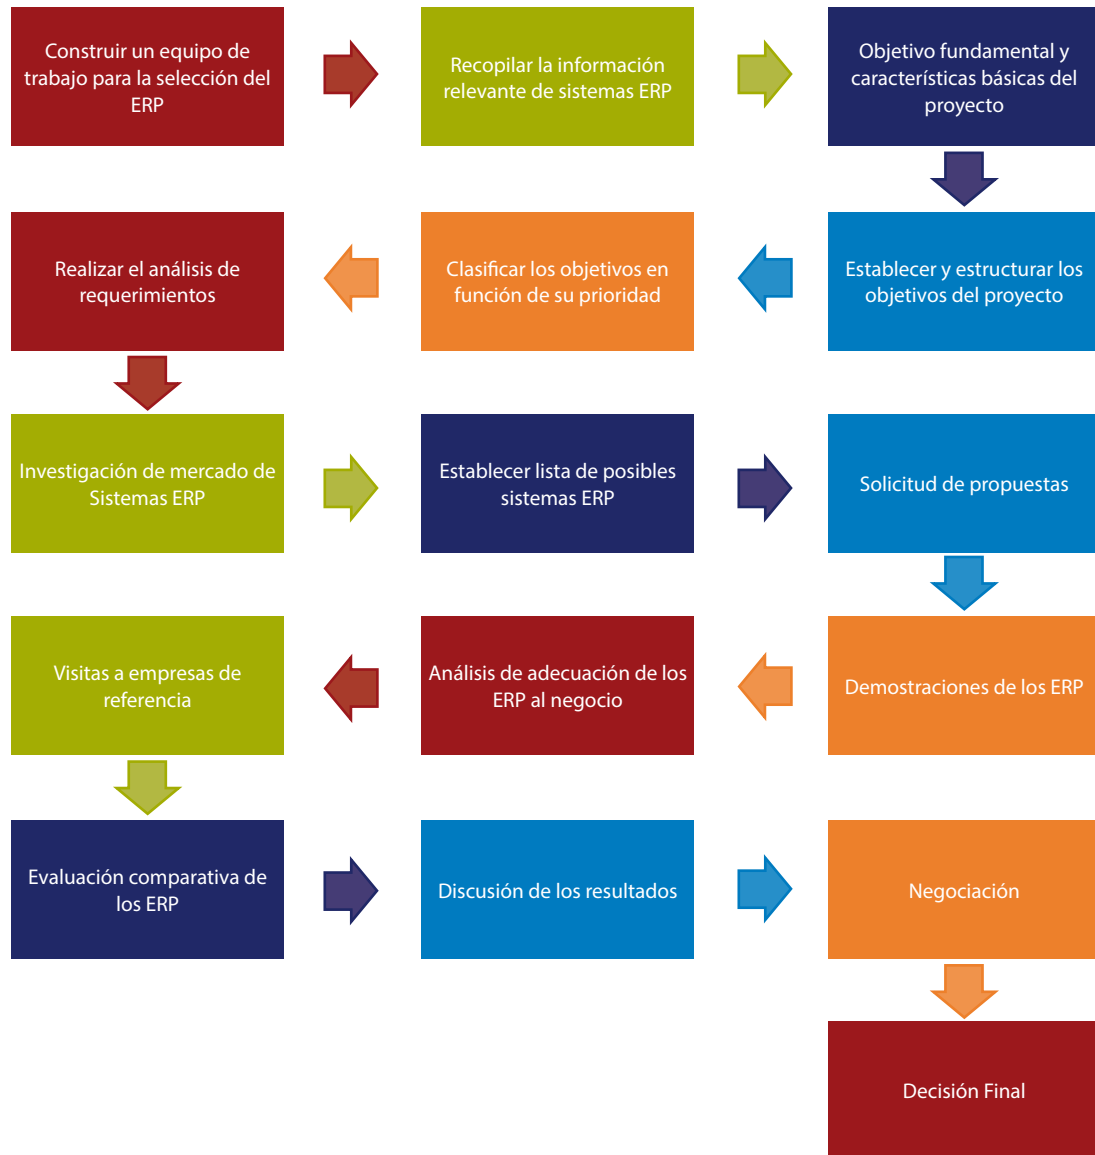 Construir un equipo de
trabajo para la selección del
ERP
Recopilar la información
relevante de sistemas ERP
Objetivo fundamental y
características básicas del
proyecto
Establecer y estructurar los
objetivos del proyecto
Clasificar los objetivos en
función de su prioridad
Realizar el análisis de
requerimientos
Investigación de mercado de
Sistemas ERP
Establecer lista de posibles
sistemas ERP
Solicitud de propuestas
Demostraciones de los ERP
Análisis de adecuación de los
ERP al negocio
Visitas a empresas de
referencia
Evaluación comparativa de
los ERP
Discusión de los resultados
Negociación
Decisión Final